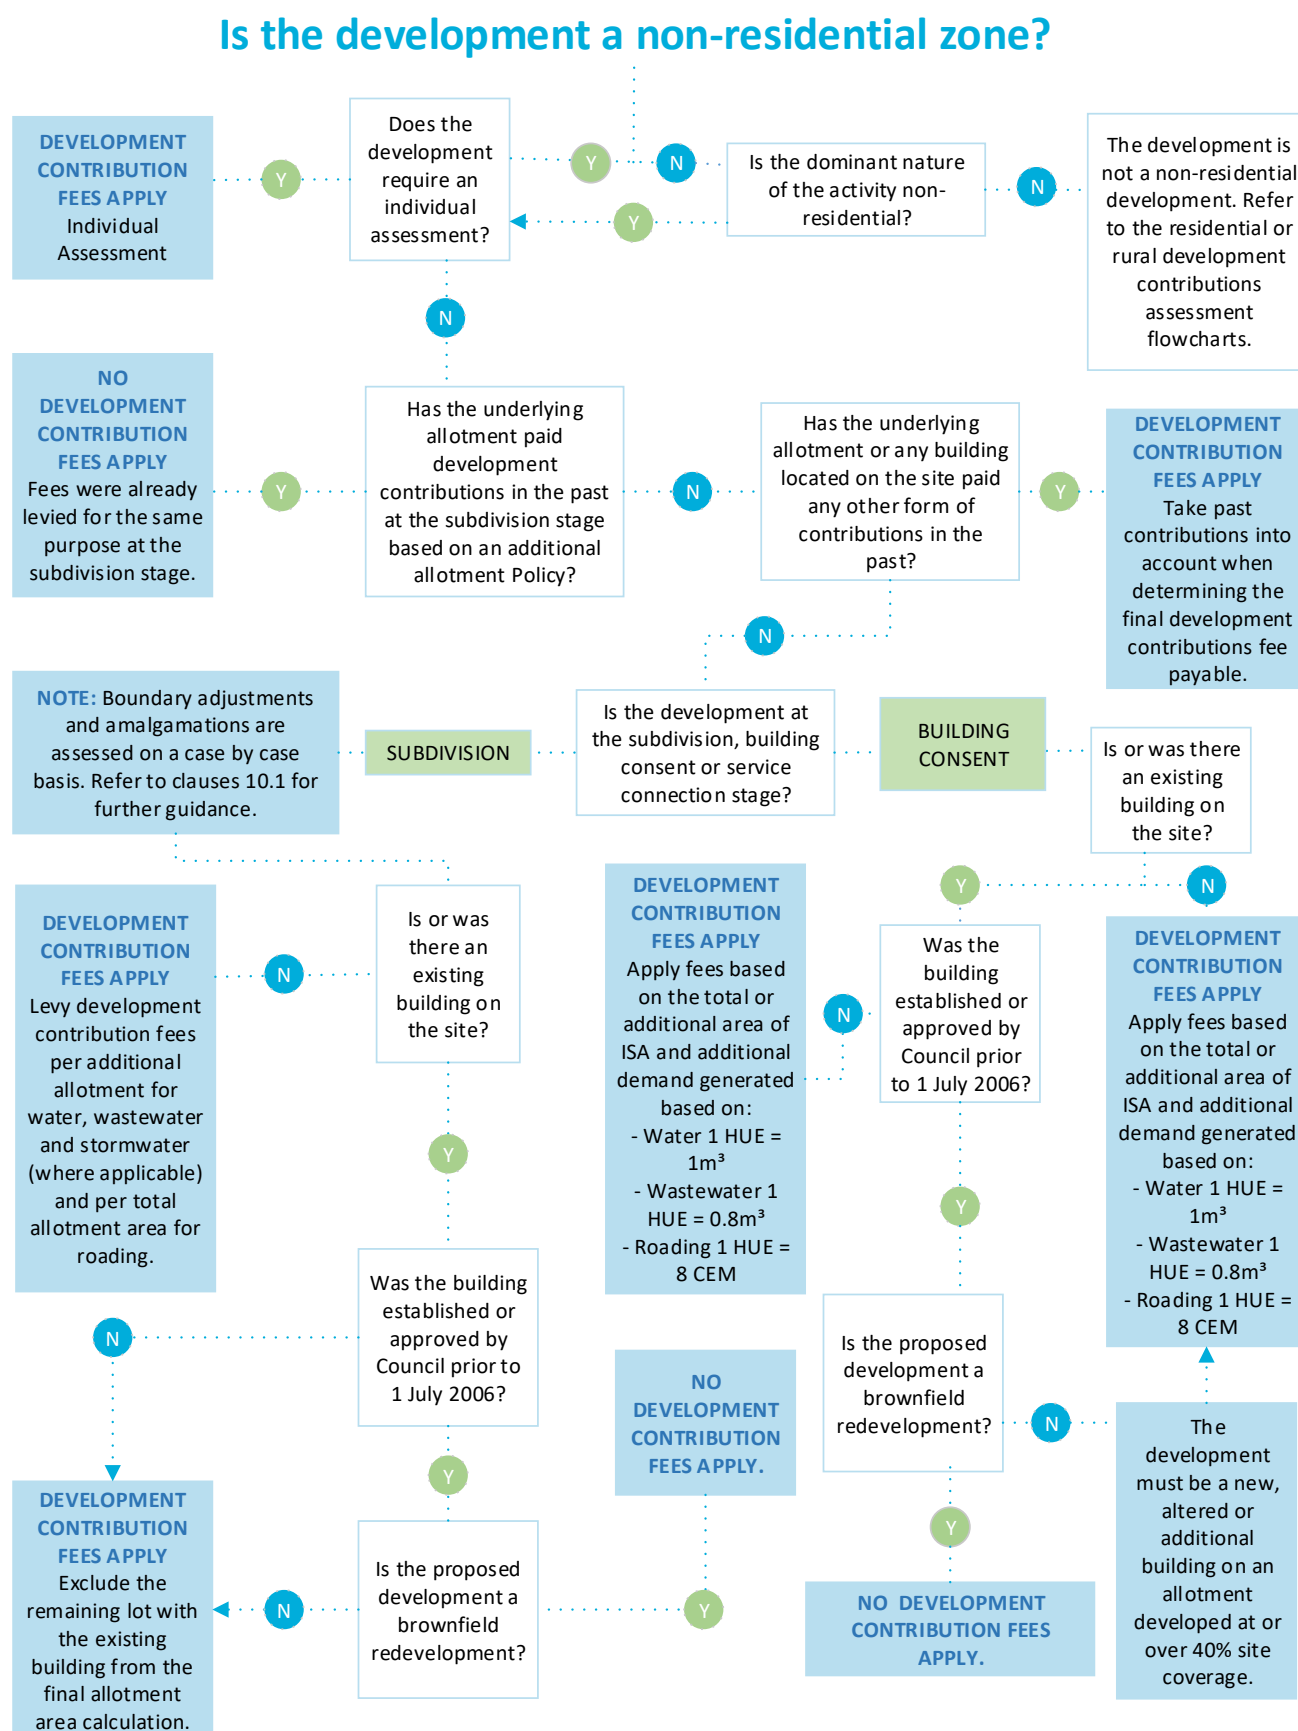 Is the development a non-residential zone?
DEVELOPMENT
CONTRIBUTION
FEES APPLY
Individual
Assessment
Y
Does the
development
require an
individual
assessment?
Y
N
Y
Is the dominant nature
of the activity non-
residential?
N
The development is
not a non-residential
development. Refer
to the residential or
rural development
contributions
assessment
flowcharts.
N
NO
DEVELOPMENT
CONTRIBUTION
FEES APPLY
Fees were already
levied for the same
purpose at the
subdivision stage.
Y
Has the underlying
allotment paid
development
contributions in the past
at the subdivision stage
based on an additional
allotment Policy?
N
Has the underlying
allotment or any building
located on the site paid
any other form of
contributions in the
past?
Y
DEVELOPMENT
CONTRIBUTION
FEES APPLY
Take past
contributions into
account when
determining the
final development
contributions fee
payable.
N
NOTE: Boundary adjustments
and amalgamations are
assessed on a case by case
basis. Refer to clauses 10.1 for
further guidance.
SUBDIVISION
Is the development at
the subdivision, building
consent or service
connection stage?
BUILDING
CONSENT
Is or was there
an existing
building on
the site?
Y
N
DEVELOPMENT
CONTRIBUTION
FEES APPLY
Levy development
contribution fees
per additional
allotment for
water, wastewater
and stormwater
(where applicable)
and per total
allotment area for
roading.
N
Is or was
there an
existing
building on
the site?
DEVELOPMENT
CONTRIBUTION
FEES APPLY
Apply fees based
on the total or
additional area of
ISA and additional
demand generated
based on:
- Water 1 HUE =
1m³
- Wastewater 1
HUE = 0.8m³
- Roading 1 HUE =
8 CEM
N
Was the
building
established or
approved by
Council prior
to 1 July 2006?
DEVELOPMENT
CONTRIBUTION
FEES APPLY
Apply fees based
on the total or
additional area of
ISA and additional
demand generated
based on:
- Water 1 HUE =
1m³
- Wastewater 1
HUE = 0.8m³
- Roading 1 HUE =
8 CEM
Y
Y
N
Was the building
established or
approved by
Council prior to
1 July 2006?
NO
DEVELOPMENT
CONTRIBUTION
FEES APPLY.
Is the proposed
development a
brownfield
redevelopment?
N
The
development
must be a new,
altered or
additional
building on an
allotment
developed at or
over 40% site
coverage.
Y
Y
DEVELOPMENT
CONTRIBUTION
FEES APPLY
Exclude the
remaining lot with
the existing
building from the
final allotment
area calculation.
N
Is the proposed
development a
brownfield
redevelopment?
Y
NO DEVELOPMENT
CONTRIBUTION FEES
APPLY.